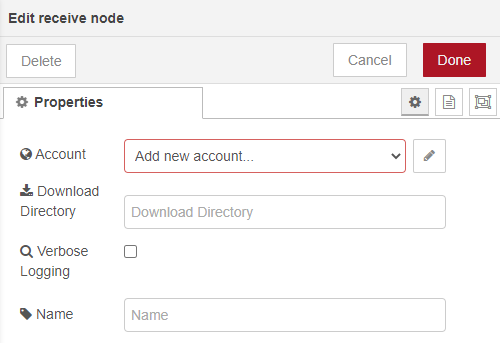 Edit receive node
Delete
Cancel
Done
Properties
Account
Add new account...
Download
Directory
Download Directory
Verbose
Logging
Name
Name